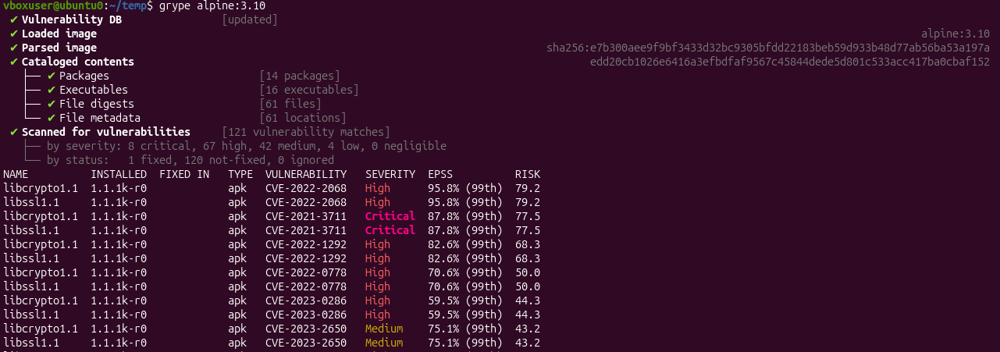 vboxuser@ubuntu0:~/temp$ grype alpine:3.10
✔ Vulnerability DB [updated]
✔ Loaded image alpine:3.10
✔ Parsed image sha256:e7b300aee9f9bf3433d32bc9305bfdd22183beb59d933b48d77ab56ba53a197a
✔ Cataloged contents edd20cb1026e6416a3efbdfaf9567c45844dede5d801c533acc417ba0cbaf152
├── ✔ Packages [14 packages]
├── ✔ Executables [16 executables]
├── ✔ File digests [61 files]
└── ✔ File metadata [61 locations]
✔ Scanned for vulnerabilities [121 vulnerability matches]
├── by severity: 8 critical, 67 high, 42 medium, 4 low, 0 negligible
└── by status: 1 fixed, 120 not-fixed, 0 ignored
NAME INSTALLED FIXED IN TYPE VULNERABILITY SEVERITY EPSS RISK
libcrypto1.1 1.1.1k-r0 apk CVE-2022-2068 High 95.8% (99th) 79.2
libssl1.1 1.1.1k-r0 apk CVE-2022-2068 High 95.8% (99th) 79.2
libcrypto1.1 1.1.1k-r0 apk CVE-2021-3711 Critical 87.8% (99th) 77.5
libssl1.1 1.1.1k-r0 apk CVE-2021-3711 Critical 87.8% (99th) 77.5
libcrypto1.1 1.1.1k-r0 apk CVE-2022-1292 High 82.6% (99th) 68.3
libssl1.1 1.1.1k-r0 apk CVE-2022-1292 High 82.6% (99th) 68.3
libcrypto1.1 1.1.1k-r0 apk CVE-2022-0778 High 70.6% (99th) 50.0
libssl1.1 1.1.1k-r0 apk CVE-2022-0778 High 70.6% (99th) 50.0
libcrypto1.1 1.1.1k-r0 apk CVE-2023-0286 High 59.5% (99th) 44.3
libssl1.1 1.1.1k-r0 apk CVE-2023-0286 High 59.5% (99th) 44.3
libcrypto1.1 1.1.1k-r0 apk CVE-2023-2650 Medium 75.1% (99th) 43.2
libssl1.1 1.1.1k-r0 apk CVE-2023-2650 Medium 75.1% (99th) 43.2